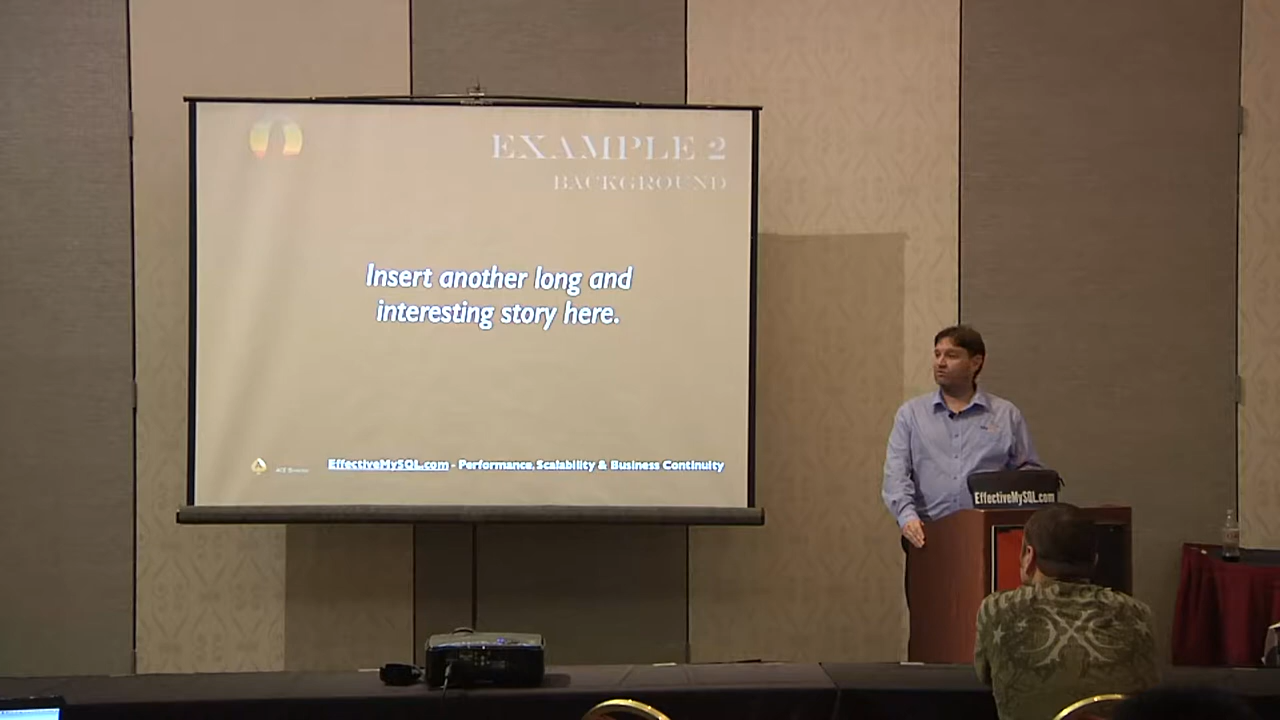 EXAMPLE 2
BACKGROUND
Insert another long and
interesting story here.
EffectiveMySQL.com - Performance, Scalability & Business Continuity
EffectiveMySQL.com